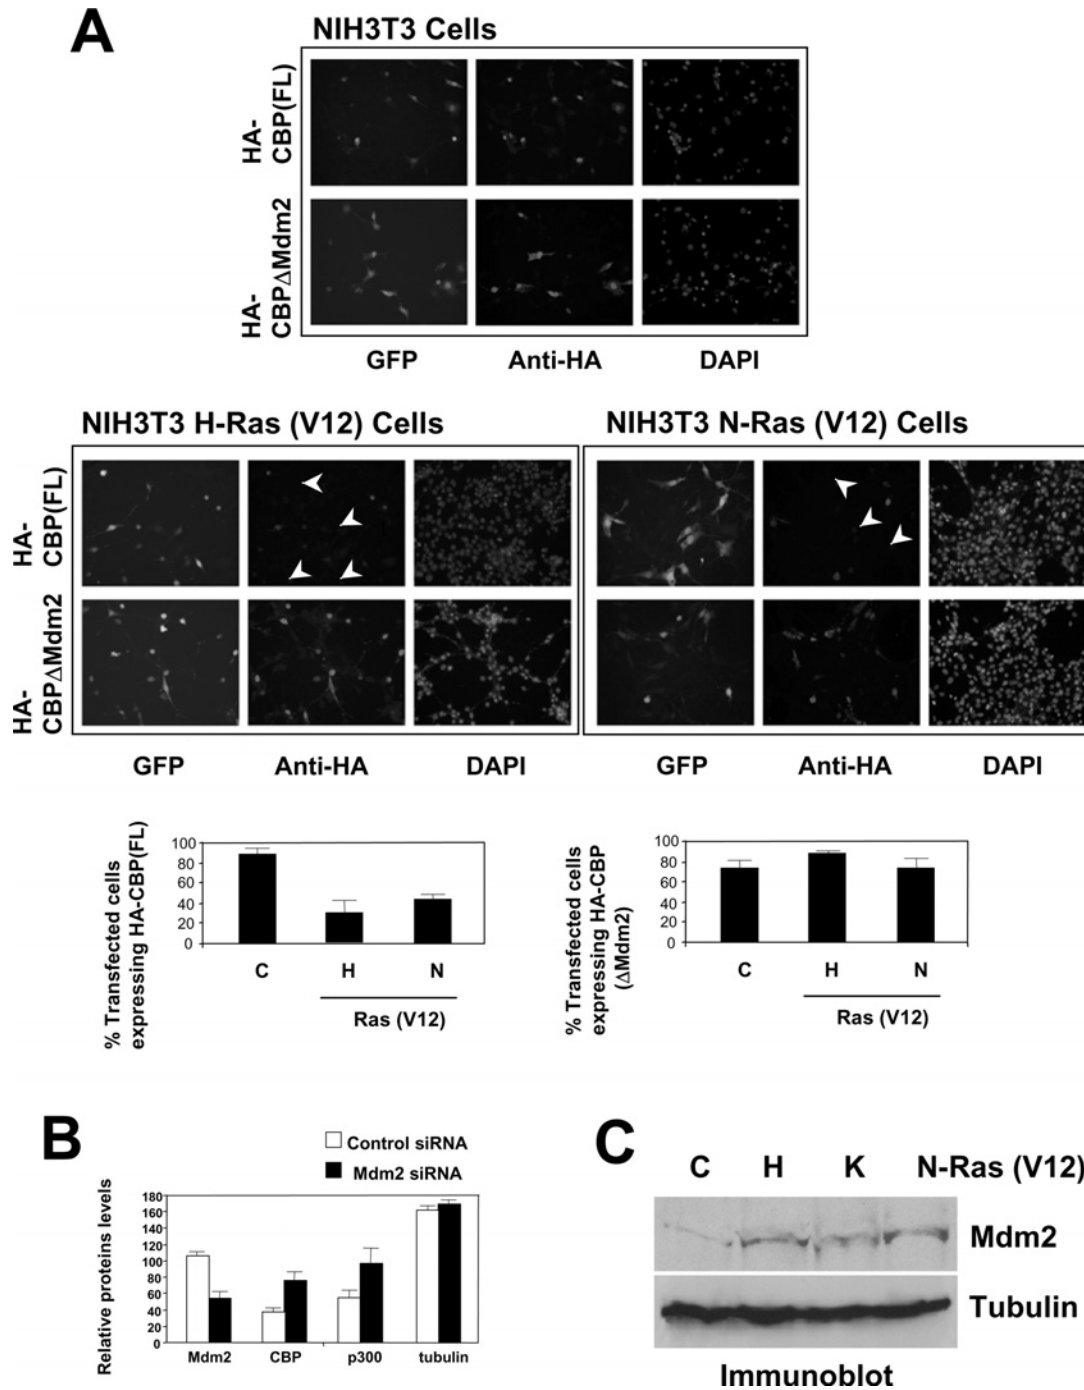 A
NIH3T3 Cells
HA-
CBP(FL)
HA-
CBPΔMdm2
GFP Anti-HA DAPI
NIH3T3 H-Ras (V12) Cells NIH3T3 N-Ras (V12) Cells
HA-
CBP(FL)
HA-
CBPΔMdm2
GFP Anti-HA DAPI GFP Anti-HA DAPI
% Transfected cells
expressing HA-CBP(FL)
100
80
60
40
20
0
C H N
Ras (V12)
% Transfected cells
expressing HA-CBP
(ΔMdm2)
100
80
60
40
20
0
C H N
Ras (V12)
B
Control siRNA
Mdm2 siRNA
Relative proteins levels
180
160
140
120
100
80
60
40
20
0
Mdm2 CBP p300 tubulin
C
C H K N-Ras (V12)
Mdm2
Tubulin
Immunoblot